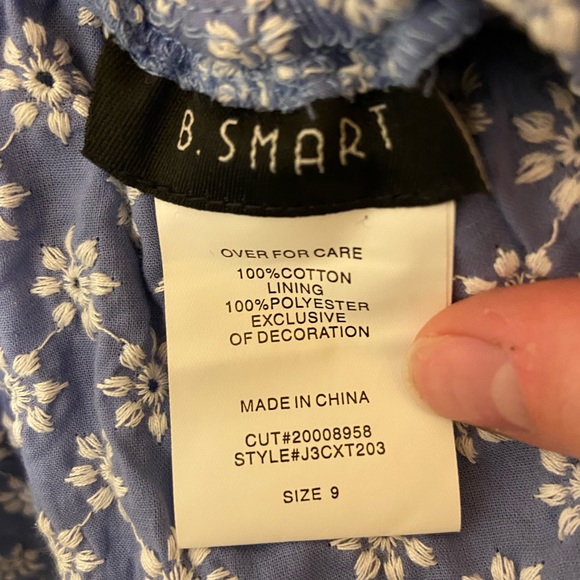 B. SMART
OVER FOR CARE
100%COTTON
LINING
100%POLYESTER
EXCLUSIVE
OF DECORATION
MADE IN CHINA
CUT#20008958
STYLE#J3CXT203
SIZE 9